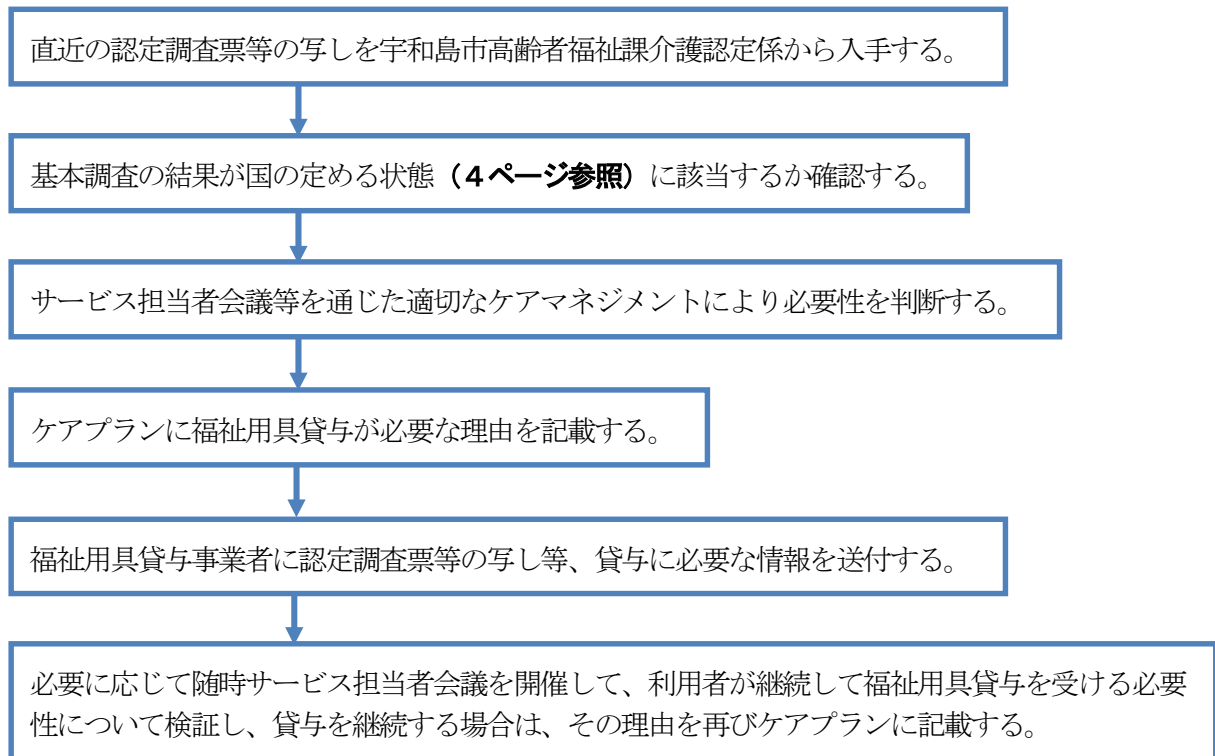 直近の認定調査票等の写しを宇和島市高齢者福祉課介護認定係から入手する。
基本調査の結果が国の定める状態（４ページ参照）に該当するか確認する。
サービス担当者会議等を通じた適切なケアマネジメントにより必要性を判断する。
ケアプランに福祉用具貸与が必要な理由を記載する。
福祉用具貸与事業者に認定調査票等の写し等、貸与に必要な情報を送付する。
必要に応じて随時サービス担当者会議を開催して、利用者が継続して福祉用具貸与を受ける必要
性について検証し、貸与を継続する場合は、その理由を再びケアプランに記載する。